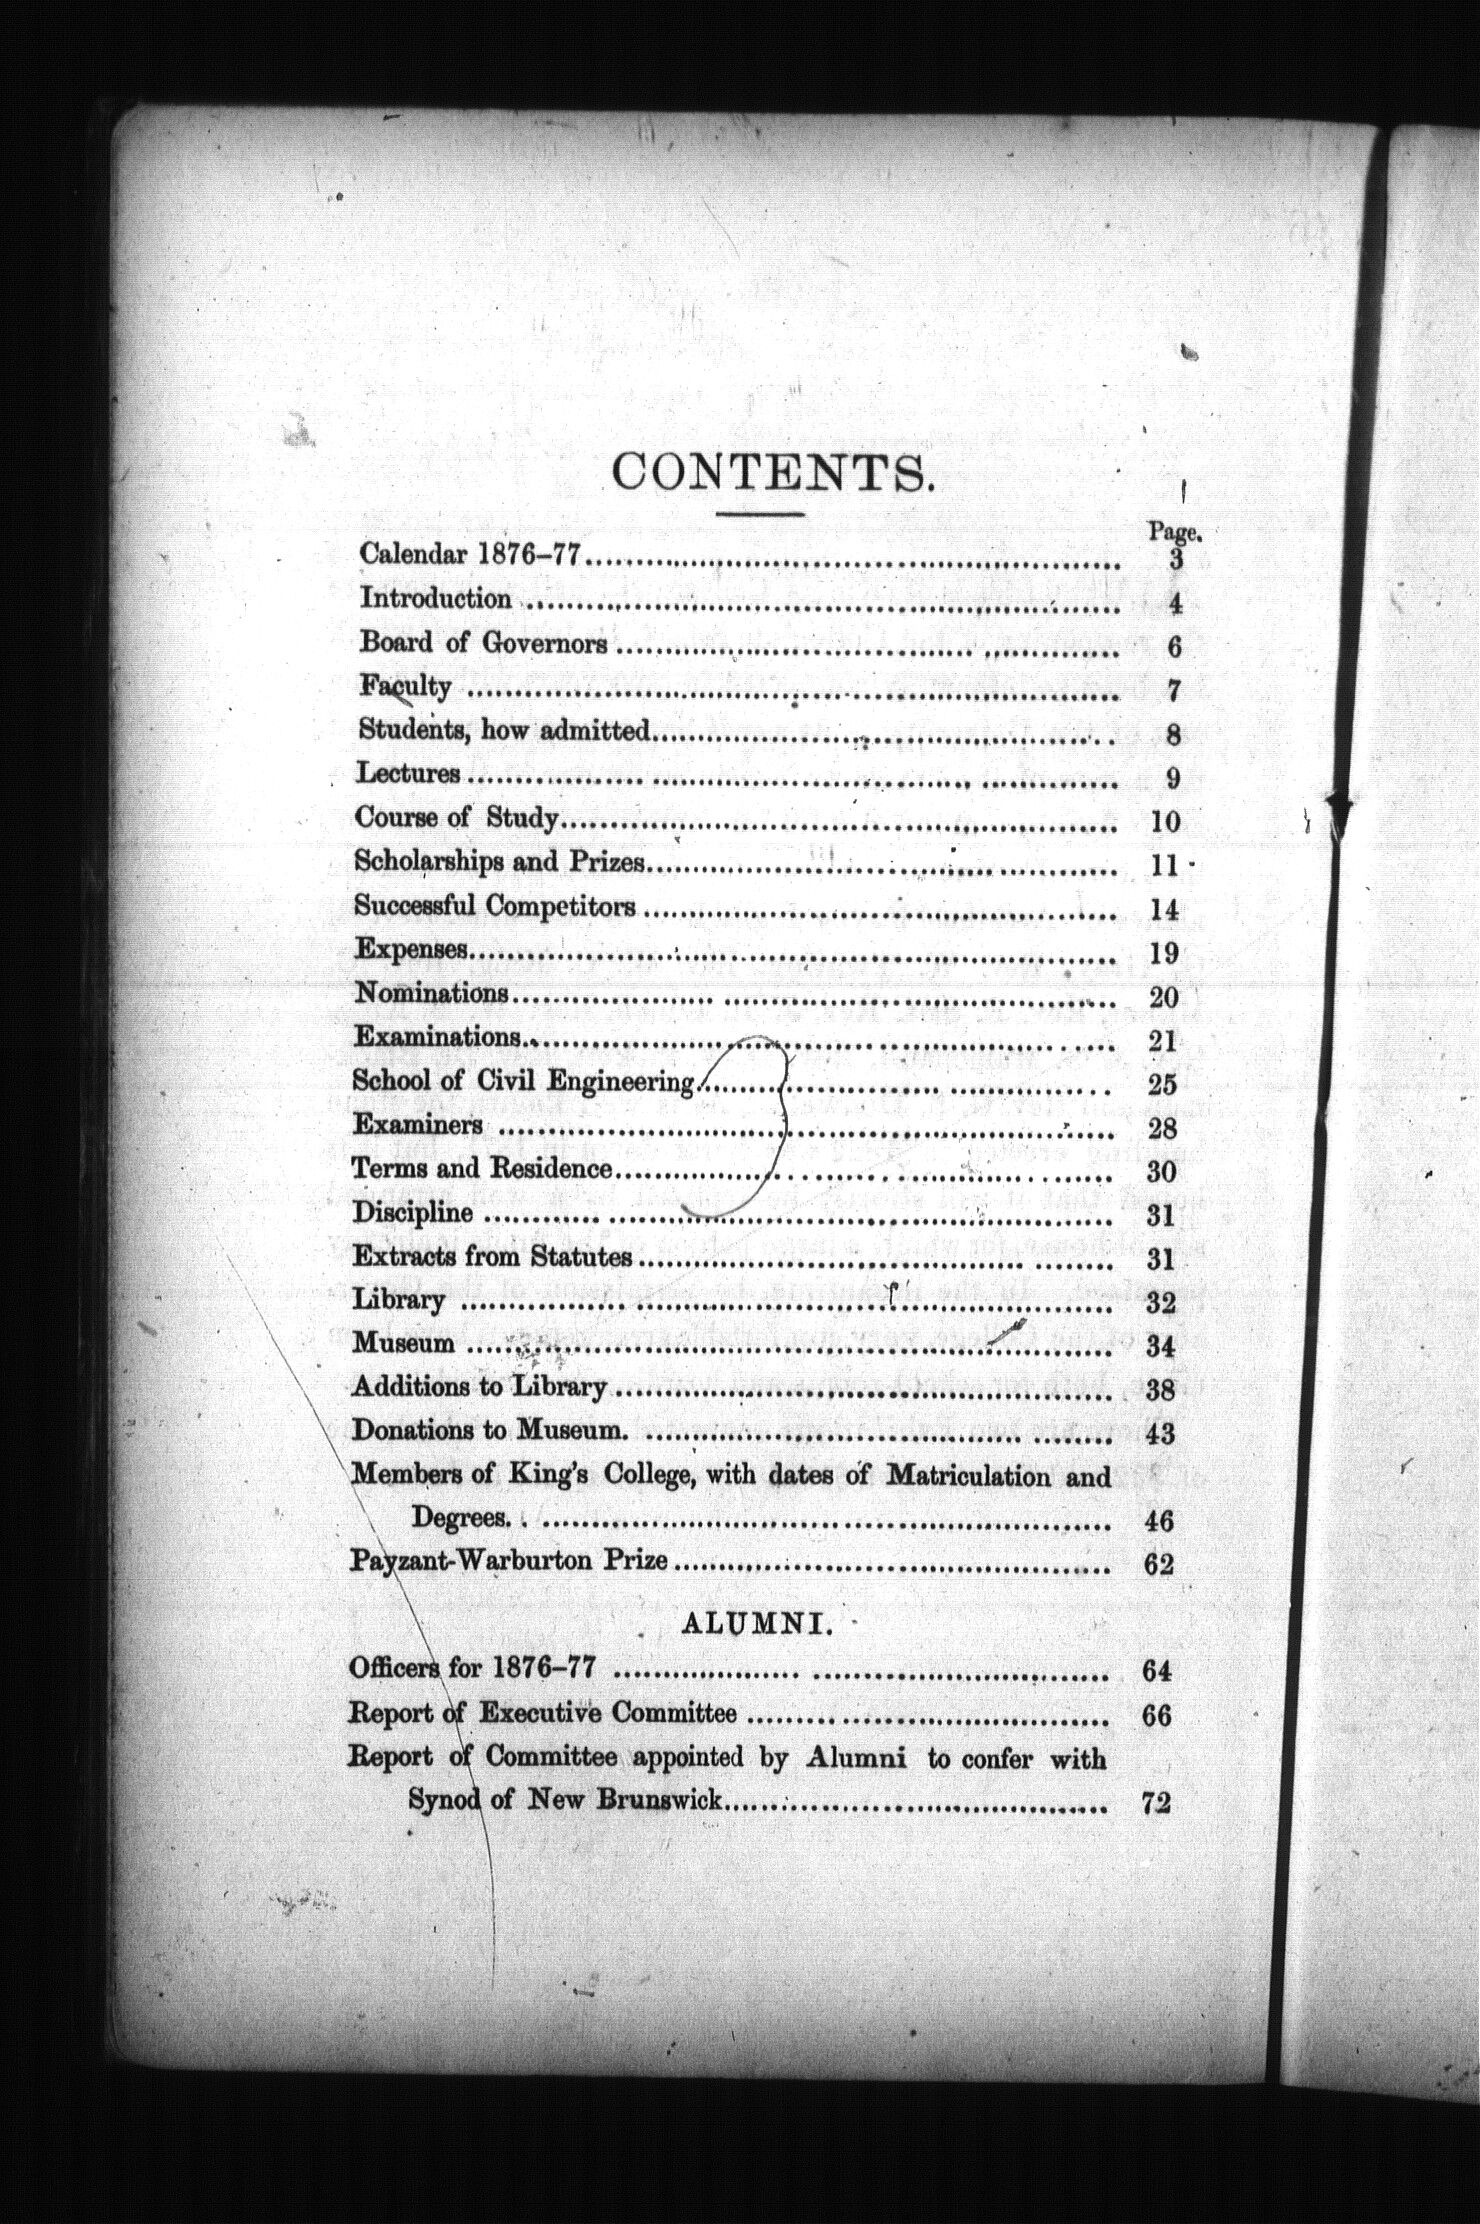 CONTENTS.
Page.
Calendar 1876–77.......................................................... 3
Introduction .......................................................... 4
Board of Governors .......................................................... 6
Faculty .......................................................... 7
Students, how admitted.......................................................... 8
Lectures .......................................................... 9
Course of Study.......................................................... 10
Scholarships and Prizes.......................................................... 11
Successful Competitors .......................................................... 14
Expenses.......................................................... 19
Nominations.......................................................... 20
Examinations.......................................................... 21
School of Civil Engineering.......................................................... 25
Examiners .......................................................... 28
Terms and Residence.......................................................... 30
Discipline .......................................................... 31
Extracts from Statutes .......................................................... 31
Library .......................................................... 32
Museum .......................................................... 34
Additions to Library .......................................................... 38
Donations to Museum. .......................................................... 43
Members of King's College, with dates of Matriculation and
Degrees. .......................................................... 46
Payzant-Warburton Prize .......................................................... 62
ALUMNI.
Officers for 1876–77 .......................................................... 64
Report of Executive Committee .......................................................... 66
Report of Committee appointed by Alumni to confer with
Synod of New Brunswick.......................................................... 72